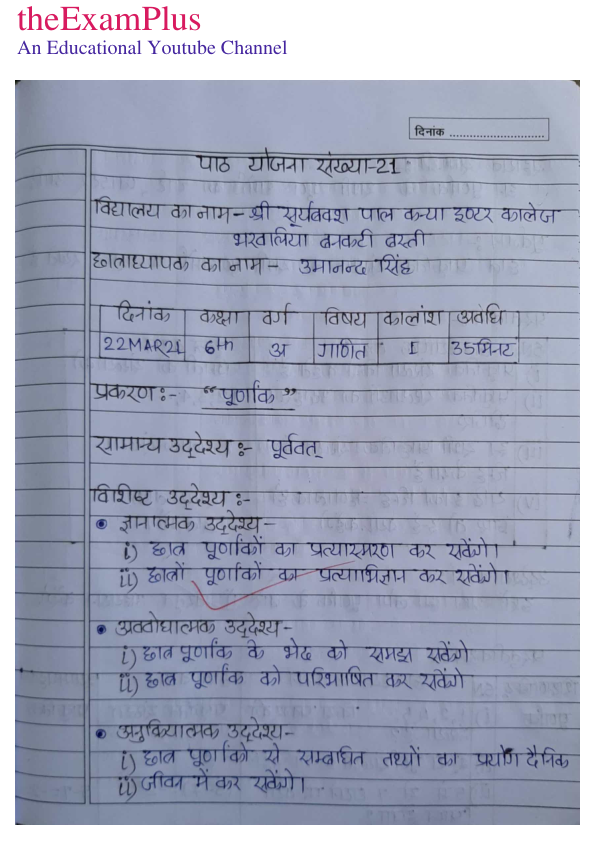 theExamPlus
An Educational Youtube Channel
दिनांक ............................
पाठ योजना संख्या-21
विद्यालय का नाम - श्री सूर्यबक्श पाल कन्या इण्टर कालेज
भरवलिया बनकटी बस्ती
छात्राध्यापक का नाम - उमानन्द सिंह
दिनांक कक्षा वर्ग विषय कालांश अवधि
22MAR21 6th अ गणित I 35मिनट
प्रकरण :- "पूर्णांक"
सामान्य उद्देश्य :- पूर्ववत्
विशिष्ट उद्देश्य :-
• ज्ञानात्मक उद्देश्य -
i) छात्र पूर्णांकों का प्रत्यास्मरण कर सकेंगे।
ii) छात्रों पूर्णांकों का प्रत्याभिज्ञान कर सकेंगे।
• अवबोधात्मक उद्देश्य -
i) छात्र पूर्णांक के भेद को समझ सकेंगे
ii) छात्र पूर्णांक को परिभाषित कर सकेंगे
• अनुक्रियात्मक उद्देश्य -
i) छात्र पूर्णांको से सम्बधित तथ्यों का प्रयोग दैनिक
ii) जीवन में कर सकेंगे।